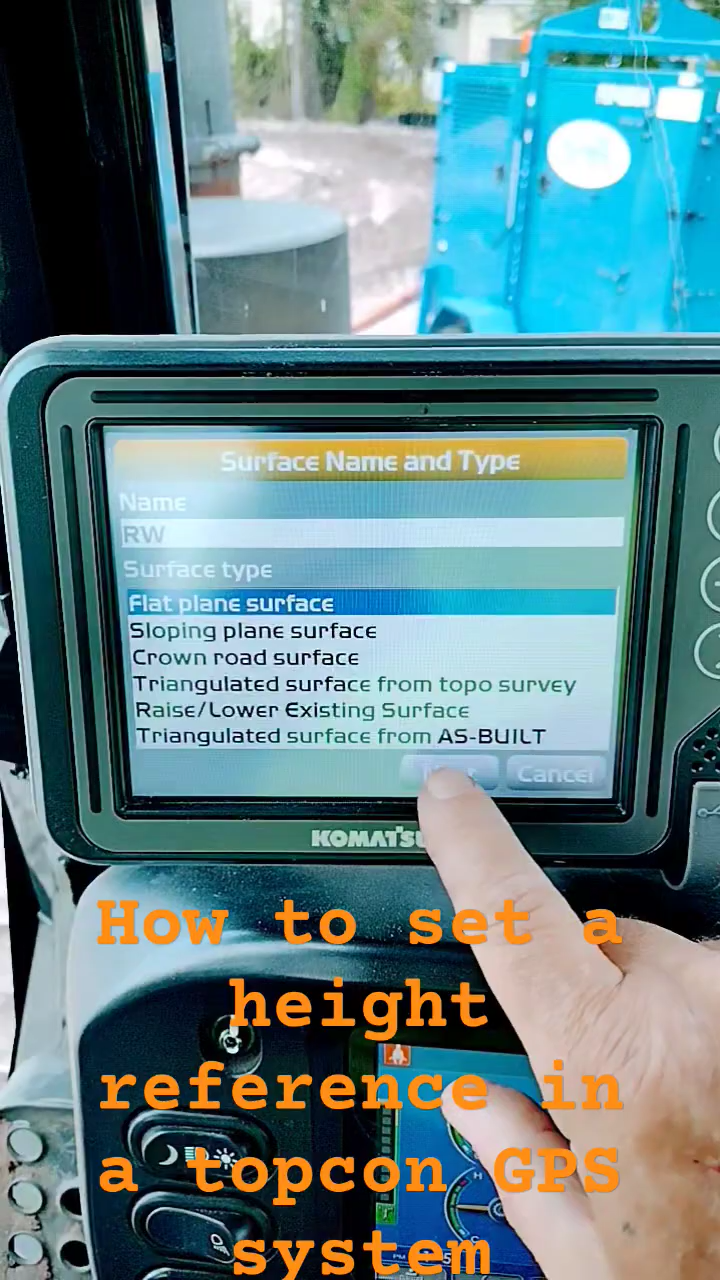 Surface Name and Type
Name
RW
Surface type
Flat plane surface
Sloping plane surface
Crown road surface
Triangulated surface from topo survey
Raise/Lower Existing Surface
Triangulated surface from AS-BUILT
Cancel
How to set a
height
reference in
a topcon GPS
system